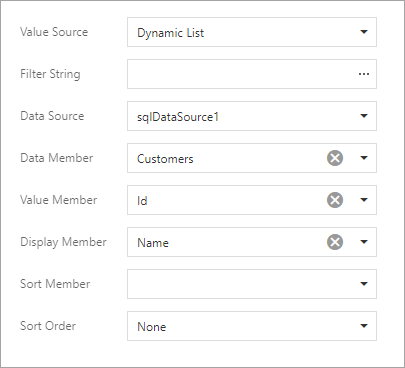 Value Source Dynamic List
Filter String ...
Data Source sqlDataSource1
Data Member Customers
Value Member Id
Display Member Name
Sort Member
Sort Order None